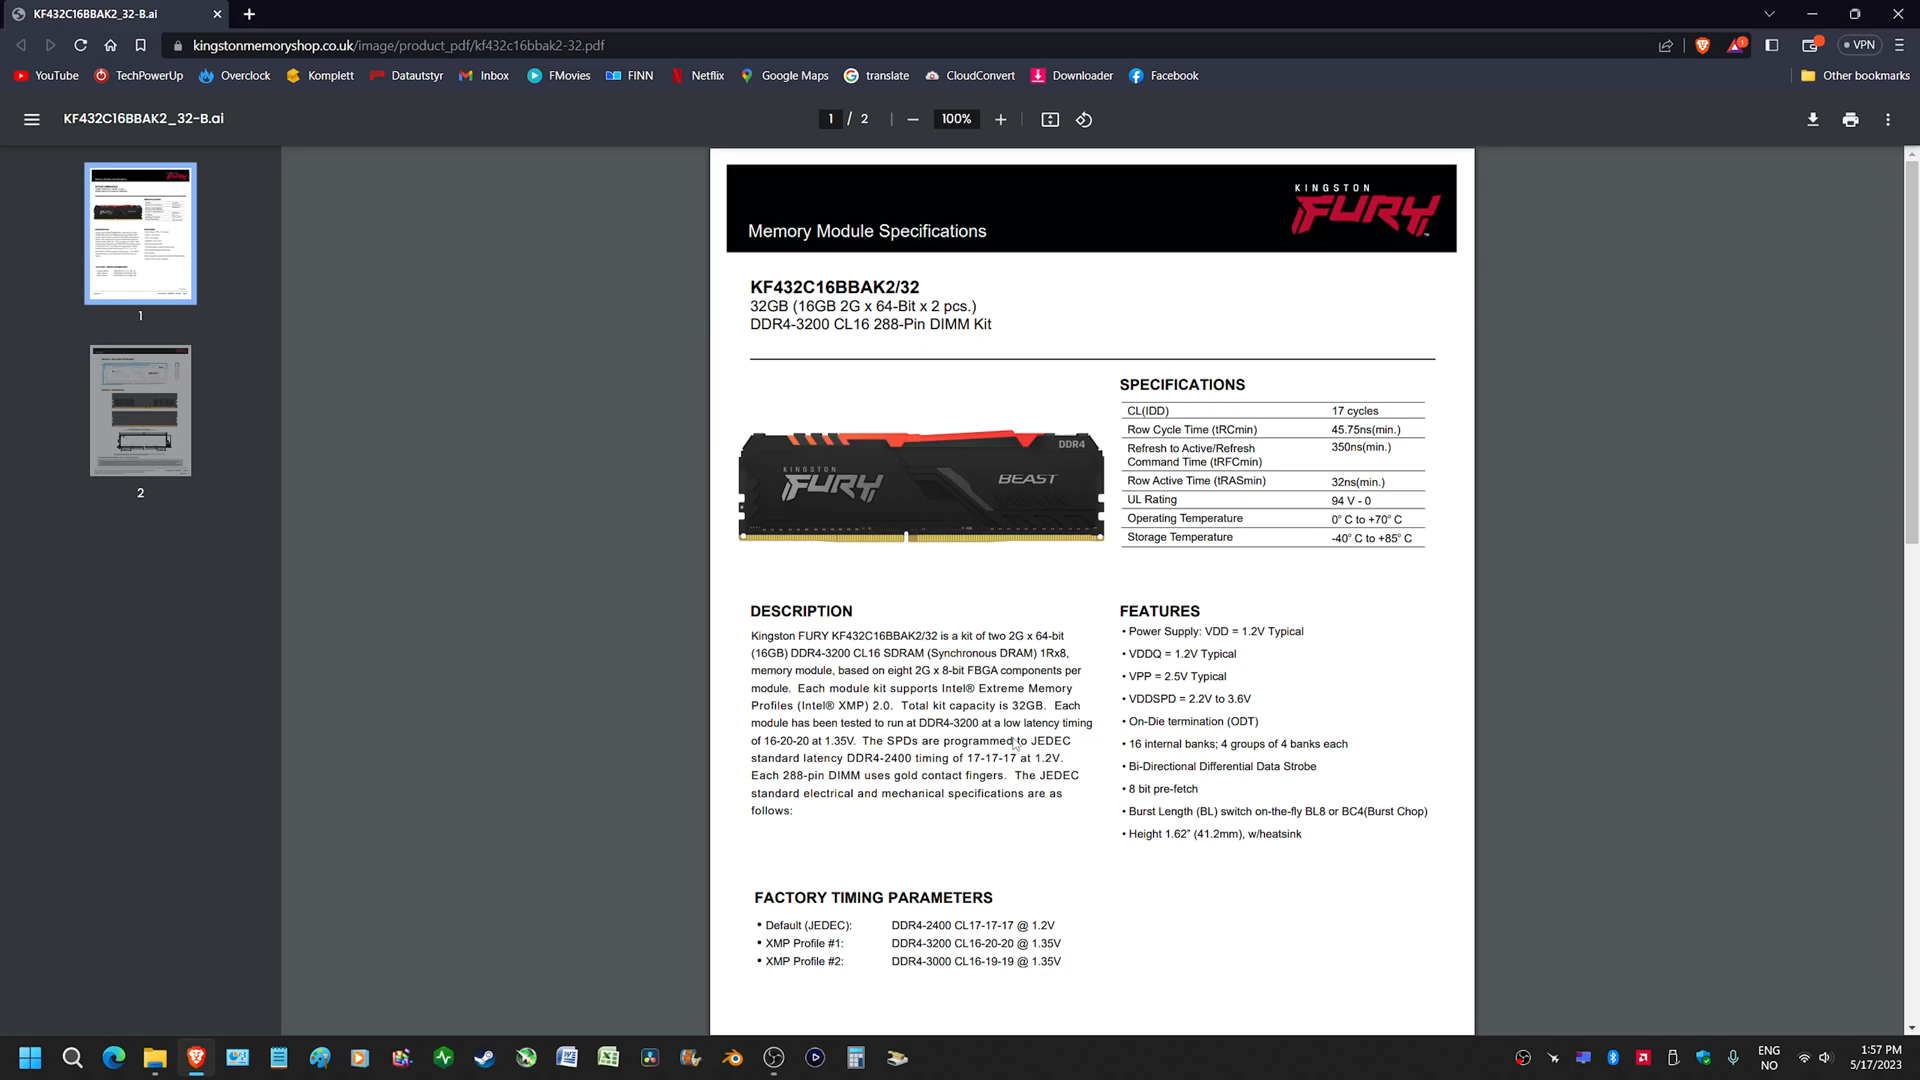 KF432C16BBAK2_32-B.ai
kingstonmemoryshop.co.uk/image/product_pdf/kf432c16bbak2-32.pdf
1
VPN
YouTube
TechPowerUp
Overclock
Komplett
Datautstyr
Inbox
FMovies
FINN
Netflix
Google Maps
translate
CloudConvert
Downloader
Facebook
Other bookmarks
KF432C16BBAK2_32-B.ai
1 / 2
100%
1
2
Memory Module Specifications
KINGSTON
FURY
KF432C16BBAK2/32
32GB (16GB 2G x 64-Bit x 2 pcs.)
DDR4-3200 CL16 288-Pin DIMM Kit
KINGSTON
FURY
BEAST
DDR4
SPECIFICATIONS
CL(IDD) 17 cycles
Row Cycle Time (tRCmin) 45.75ns(min.)
Refresh to Active/Refresh 350ns(min.)
Command Time (tRFCmin)
Row Active Time (tRASmin) 32ns(min.)
UL Rating 94 V - 0
Operating Temperature 0° C to +70° C
Storage Temperature -40° C to +85° C
DESCRIPTION
Kingston FURY KF432C16BBAK2/32 is a kit of two 2G x 64-bit
(16GB) DDR4-3200 CL16 SDRAM (Synchronous DRAM) 1Rx8,
memory module, based on eight 2G x 8-bit FBGA components per
module. Each module kit supports Intel® Extreme Memory
Profiles (Intel® XMP) 2.0. Total kit capacity is 32GB. Each
module has been tested to run at DDR4-3200 at a low latency timing
of 16-20-20 at 1.35V. The SPDs are programmed to JEDEC
standard latency DDR4-2400 timing of 17-17-17 at 1.2V.
Each 288-pin DIMM uses gold contact fingers. The JEDEC
standard electrical and mechanical specifications are as
follows:
FEATURES
• Power Supply: VDD = 1.2V Typical
• VDDQ = 1.2V Typical
• VPP = 2.5V Typical
• VDDSPD = 2.2V to 3.6V
• On-Die termination (ODT)
• 16 internal banks; 4 groups of 4 banks each
• Bi-Directional Differential Data Strobe
• 8 bit pre-fetch
• Burst Length (BL) switch on-the-fly BL8 or BC4(Burst Chop)
• Height 1.62” (41.2mm), w/heatsink
FACTORY TIMING PARAMETERS
• Default (JEDEC): DDR4-2400 CL17-17-17 @ 1.2V
• XMP Profile #1: DDR4-3200 CL16-20-20 @ 1.35V
• XMP Profile #2: DDR4-3000 CL16-19-19 @ 1.35V
ENG
NO
1:57 PM
5/17/2023